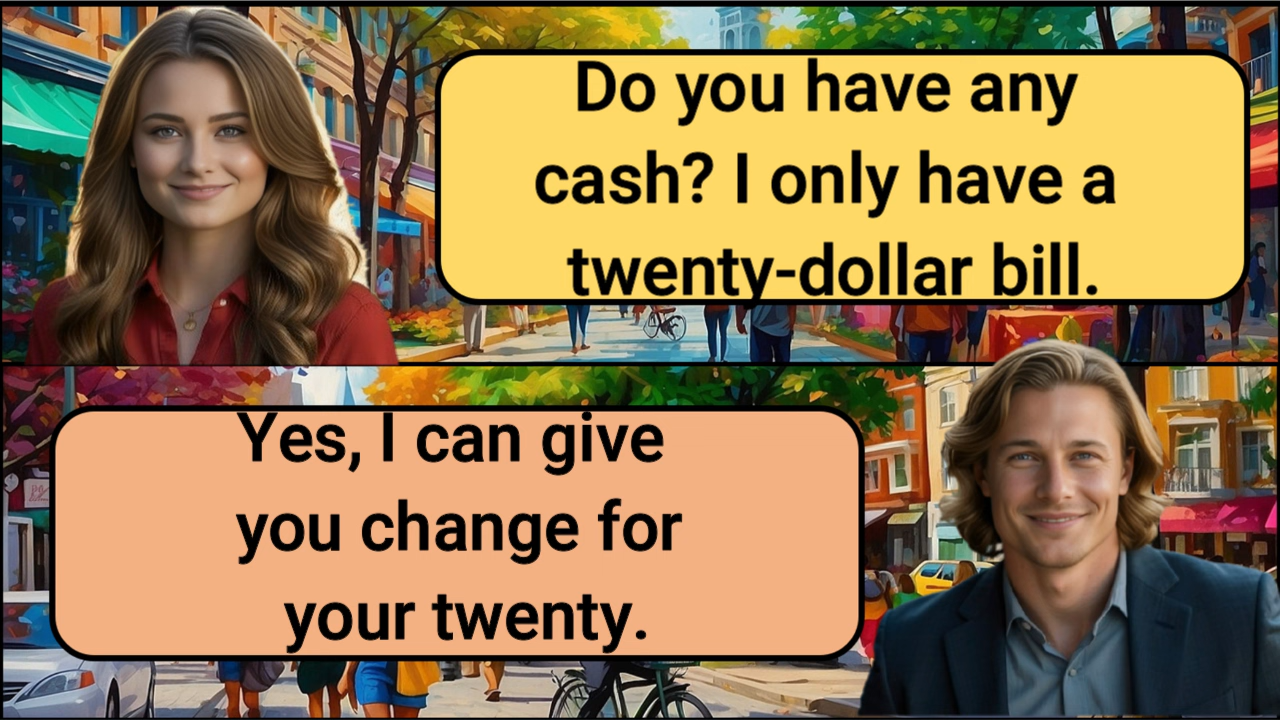 Do you have any
cash? I only have a
twenty-dollar bill.
Yes, I can give
you change for
your twenty.